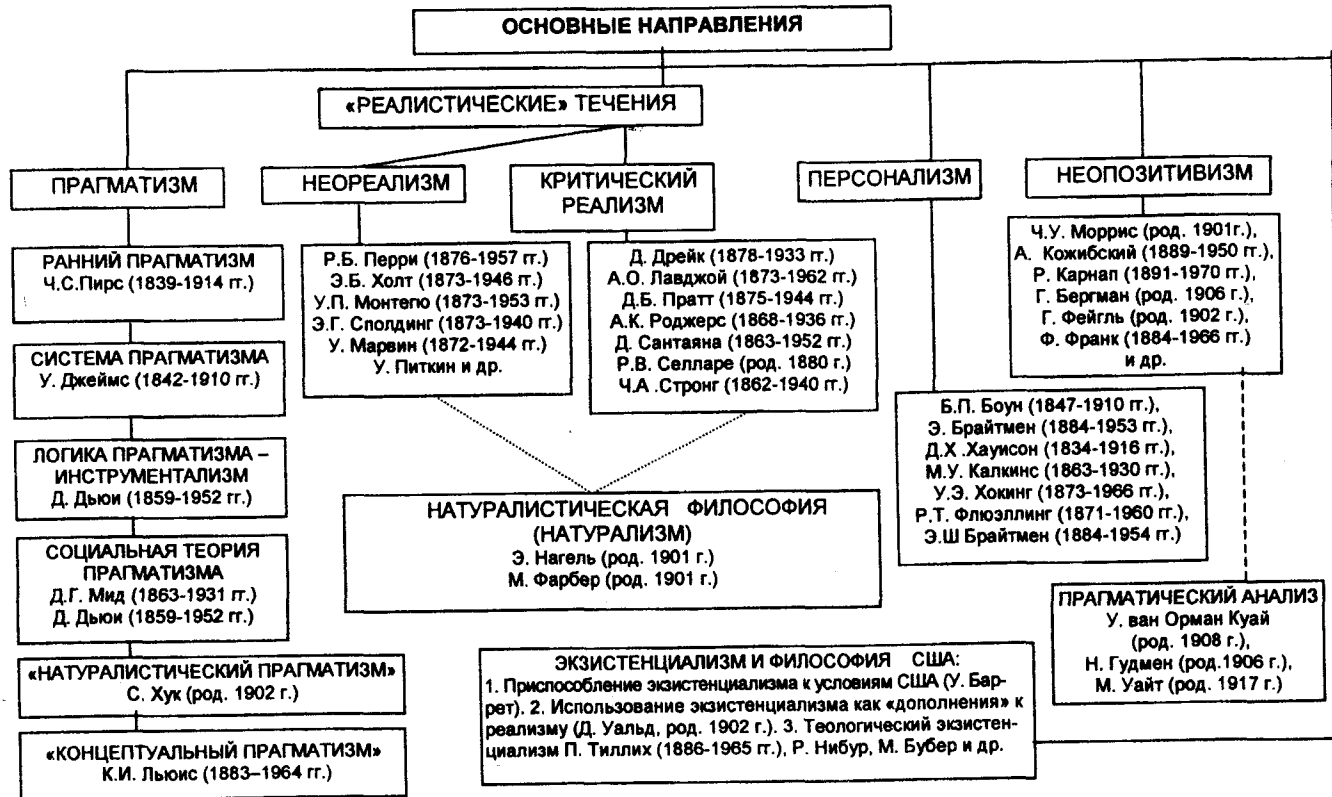 ОСНОВНЫЕ НАПРАВЛЕНИЯ
«РЕАЛИСТИЧЕСКИЕ» ТЕЧЕНИЯ
ПРАГМАТИЗМ
НЕОРЕАЛИЗМ
КРИТИЧЕСКИЙ
РЕАЛИЗМ
ПЕРСОНАЛИЗМ
НЕОПОЗИТИВИЗМ
РАННИЙ ПРАГМАТИЗМ
Ч.С.Пирс (1839-1914 гг.)
СИСТЕМА ПРАГМАТИЗМА
У. Джеймс (1842-1910 гг.)
ЛОГИКА ПРАГМАТИЗМА –
ИНСТРУМЕНТАЛИЗМ
Д. Дьюи (1859-1952 гг.)
СОЦИАЛЬНАЯ ТЕОРИЯ
ПРАГМАТИЗМА
Д.Г. Мид (1863-1931 гг.)
Д. Дьюи (1859-1952 гг.)
«НАТУРАЛИСТИЧЕСКИЙ ПРАГМАТИЗМ»
С. Хук (род. 1902 г.)
«КОНЦЕПТУАЛЬНЫЙ ПРАГМАТИЗМ»
К.И. Льюис (1883–1964 гг.)
Р.Б. Перри (1876-1957 гг.)
Э.Б. Холт (1873-1946 гг.)
У.П. Монтегю (1873-1953 гг.)
Э.Г. Сполдинг (1873-1940 гг.)
У. Марвин (1872-1944 гг.)
У. Питкин и др.
Д. Дрейк (1878-1933 гг.)
А.О. Лавджой (1873-1962 гг.)
Д.Б. Пратт (1875-1944 гг.)
А.К. Роджерс (1868-1936 гг.)
Д. Сантаяна (1863-1952 гг.)
Р.В. Селларе (род. 1880 г.)
Ч.А .Стронг (1862-1940 гг.)
НАТУРАЛИСТИЧЕСКАЯ ФИЛОСОФИЯ
(НАТУРАЛИЗМ)
Э. Нагель (род. 1901 г.)
М. Фарбер (род. 1901 г.)
Б.П. Боун (1847-1910 гг.),
Э. Брайтмен (1884-1953 гг.),
Д.Х .Хауисон (1834-1916 гг.),
М.У. Калкинс (1863-1930 гг.),
У.Э. Хокинг (1873-1966 гг.),
Р.Т. Флюэллинг (1871-1960 гг.),
Э.Ш Брайтмен (1884-1954 гг.)
Ч.У. Моррис (род. 1901г.),
А. Кожибский (1889-1950 гг.),
Р. Карнап (1891-1970 гг.),
Г. Бергман (род. 1906 г.),
Г. Фейгль (род. 1902 г.),
Ф. Франк (1884-1966 гг.)
и др.
ПРАГМАТИЧЕСКИЙ АНАЛИЗ
У. ван Орман Куай
(род. 1908 г.),
Н. Гудмен (род.1906 г.),
М. Уайт (род. 1917 г.)
ЭКЗИСТЕНЦИАЛИЗМ И ФИЛОСОФИЯ США:
1. Приспособление экзистенциализма к условиям США (У. Бар-
рет). 2. Использование экзистенциализма как «дополнения» к
реализму (Д. Уальд, род. 1902 г.). 3. Теологический экзистен-
циализм П. Тиллих (1886-1965 гг.), Р. Нибур, М. Бубер и др.